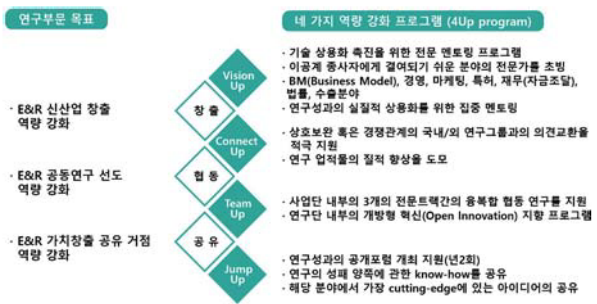 연구부문 목표
네 가지 역량 강화 프로그램 (4Up program)
· E&R 신산업 창출
역량 강화
· E&R 공동연구 선도
역량 강화
· E&R 가치창출 공유 거점
역량 강화
Vision
Up
창 출
Connect
Up
협 동
Team
Up
공 유
Jump
Up
· 기술 상용화 촉진을 위한 전문 멘토링 프로그램
· 이공계 종사자에게 결여되기 쉬운 분야의 전문가를 초빙
· BM(Business Model), 경영, 마케팅, 특허, 재무(자금조달),
법률, 수출분야
· 연구성과의 실질적 상용화를 위한 집중 멘토링
· 상호보완 혹은 경쟁관계의 국내/외 연구그룹과의 의견교환을
적극 지원
· 연구 업적물의 질적 향상을 도모
· 사업단 내부의 3개의 전문트랙간의 융복합 협동 연구를 지원
· 연구단 내부의 개방형 혁신(Open Innovation) 지향 프로그램
· 연구성과의 공개포럼 개최 지원(년2회)
· 연구의 성패 양쪽에 관한 know-how를 공유
· 해당 분야에서 가장 cutting-edge에 있는 아이디어의 공유